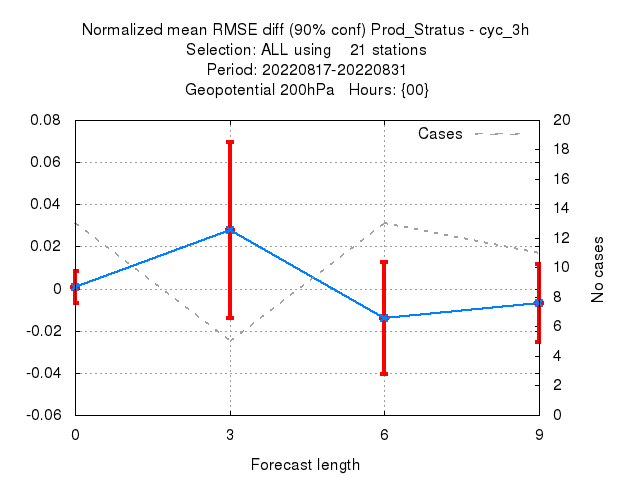 Normalized mean RMSE diff (90% conf) Prod_Stratus - cyc_3h
Selection: ALL using    21 stations
Period: 20220817-20220831
Geopotential 200hPa   Hours: {00}
Cases
0.08
0.06
0.04
0.02
0
-0.02
-0.04
-0.06
20
18
16
14
12
10
8
6
4
2
0
No cases
0 3 6 9
Forecast length